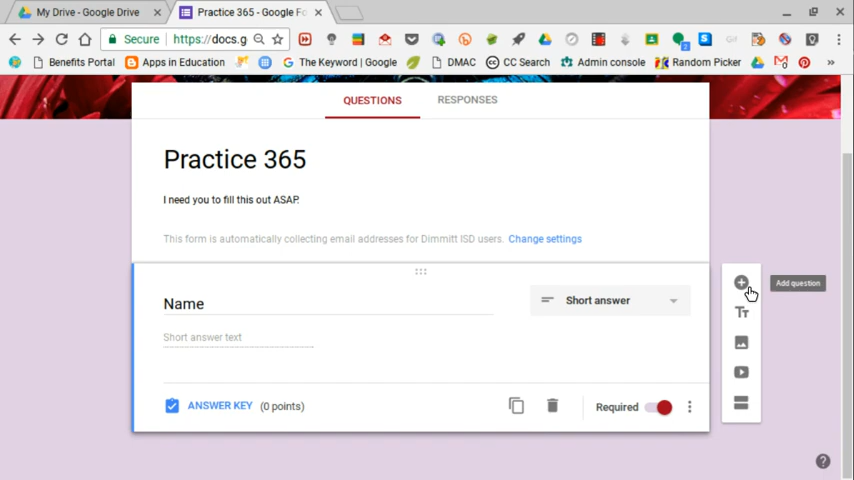 My Drive - Google Drive
Practice 365 - Google Fo
Secure https://docs.g
Benefits Portal
Apps in Education
The Keyword | Google
DMAC
CC Search
Admin console
Random Picker
»
QUESTIONS
RESPONSES
Practice 365
I need you to fill this out ASAP.
This form is automatically collecting email addresses for Dimmitt ISD users. Change settings
Add question
Name
Short answer
Tт
Short answer text
ANSWER KEY (0 points)
Required